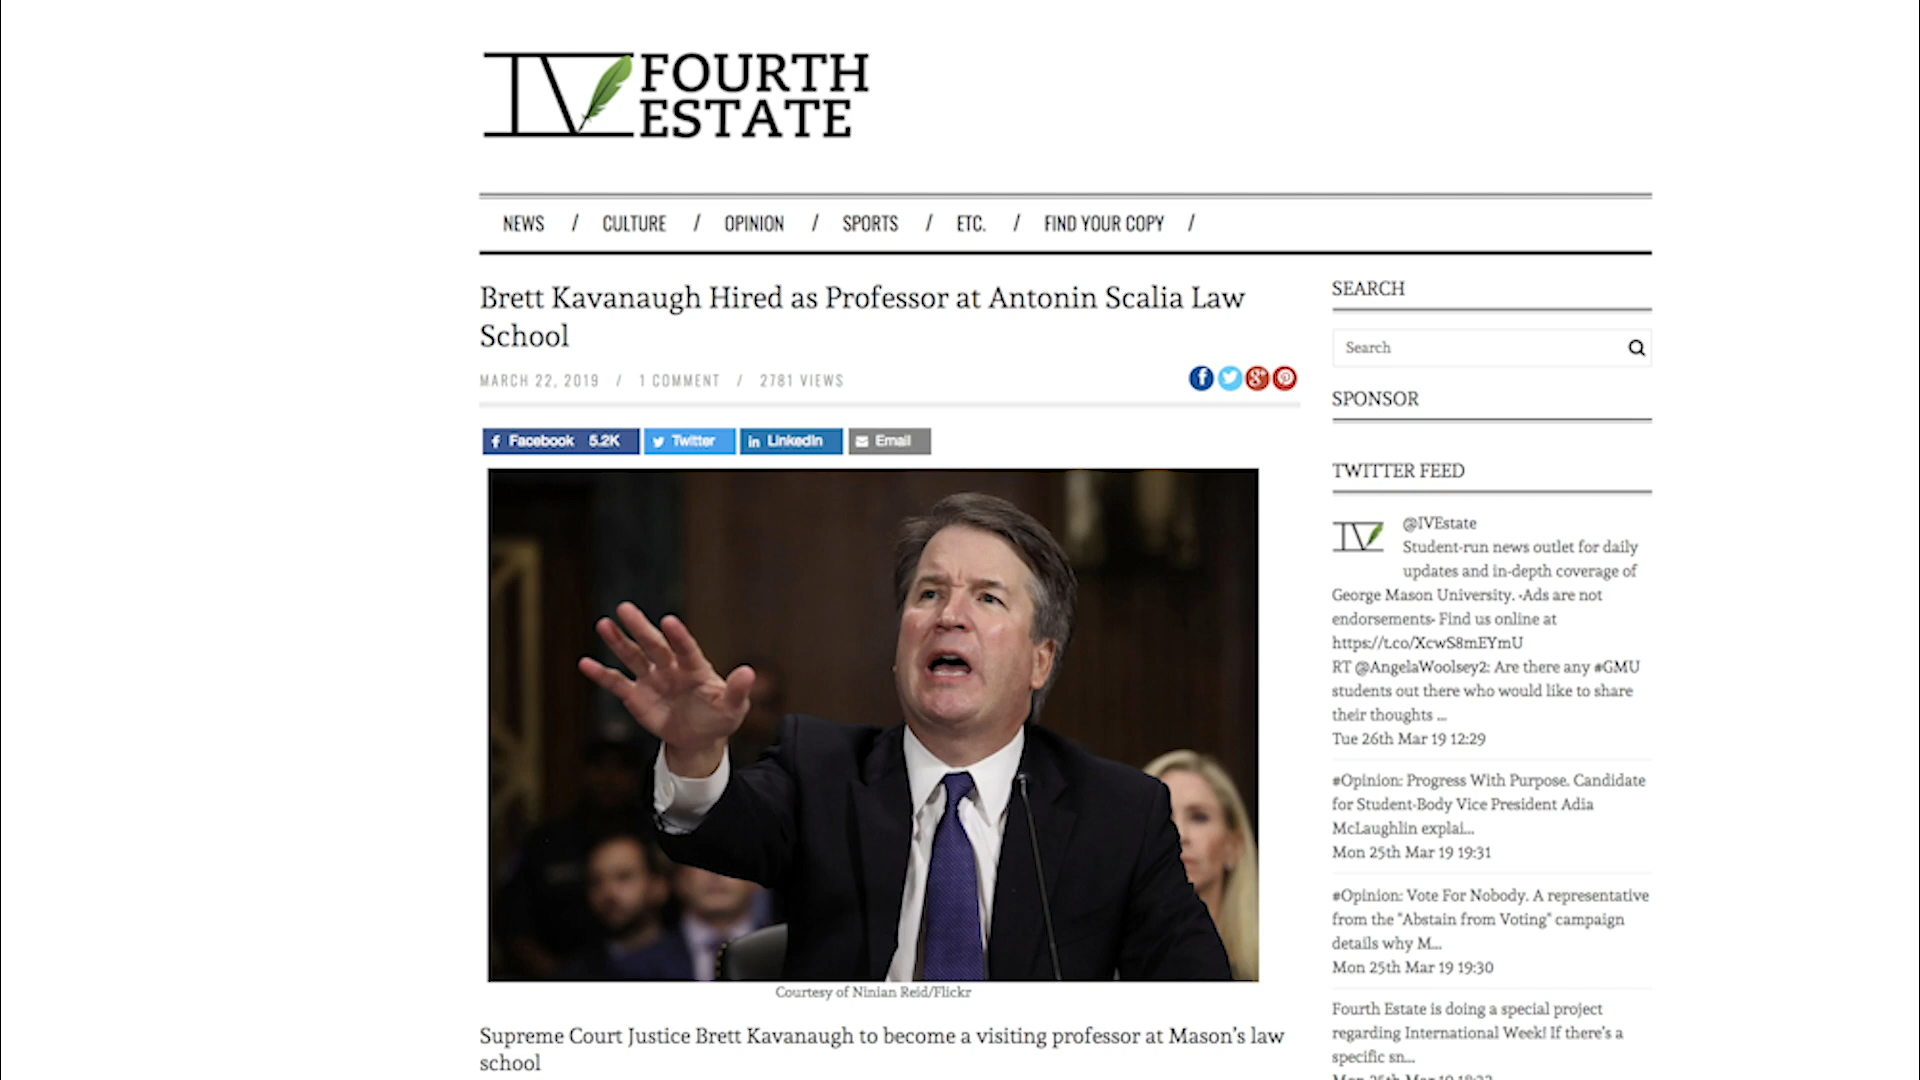 IV FOURTH
ESTATE
NEWS / CULTURE / OPINION / SPORTS / ETC. / FIND YOUR COPY /
Brett Kavanaugh Hired as Professor at Antonin Scalia Law
School
MARCH 22, 2019 / 1 COMMENT / 2781 VIEWS
Facebook 5.2K Twitter LinkedIn Email
Courtesy of Ninian Reid/Flickr
Supreme Court Justice Brett Kavanaugh to become a visiting professor at Mason's law
school
SEARCH
Search
SPONSOR
TWITTER FEED
@IVEstate
Student-run news outlet for daily
updates and in-depth coverage of
George Mason University. •Ads are not
endorsements• Find us online at
https://t.co/XcwS8mEYmU
RT @AngelaWoolsey2: Are there any #GMU
students out there who would like to share
their thoughts ...
Tue 26th Mar 19 12:29
#Opinion: Progress With Purpose. Candidate
for Student-Body Vice President Adia
McLaughlin explai...
Mon 25th Mar 19 19:31
#Opinion: Vote For Nobody. A representative
from the "Abstain from Voting" campaign
details why M...
Mon 25th Mar 19 19:30
Fourth Estate is doing a special project
regarding International Week! If there's a
specific sn...